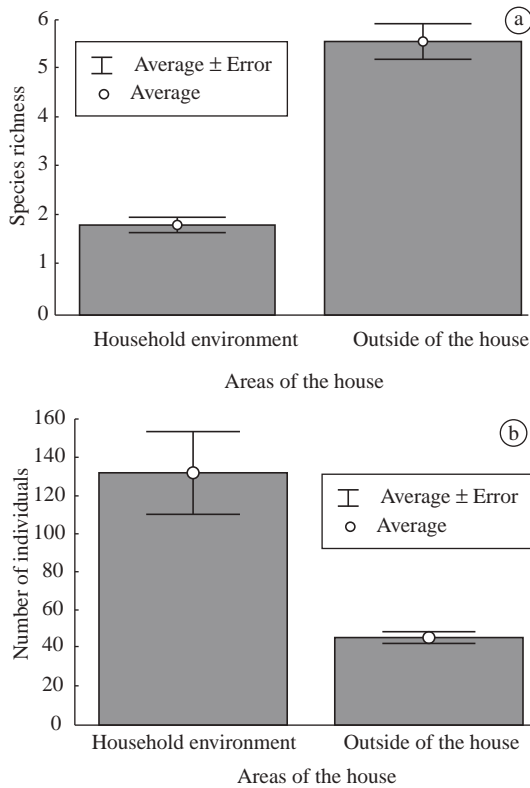 a
6
5
4
3
2
1
0
Species richness
Average ± Error
Average
Household environment Outside of the house
Areas of the house
b
160
140
120
100
80
60
40
20
0
Number of individuals
Average ± Error
Average
Household environment Outside of the house
Areas of the house